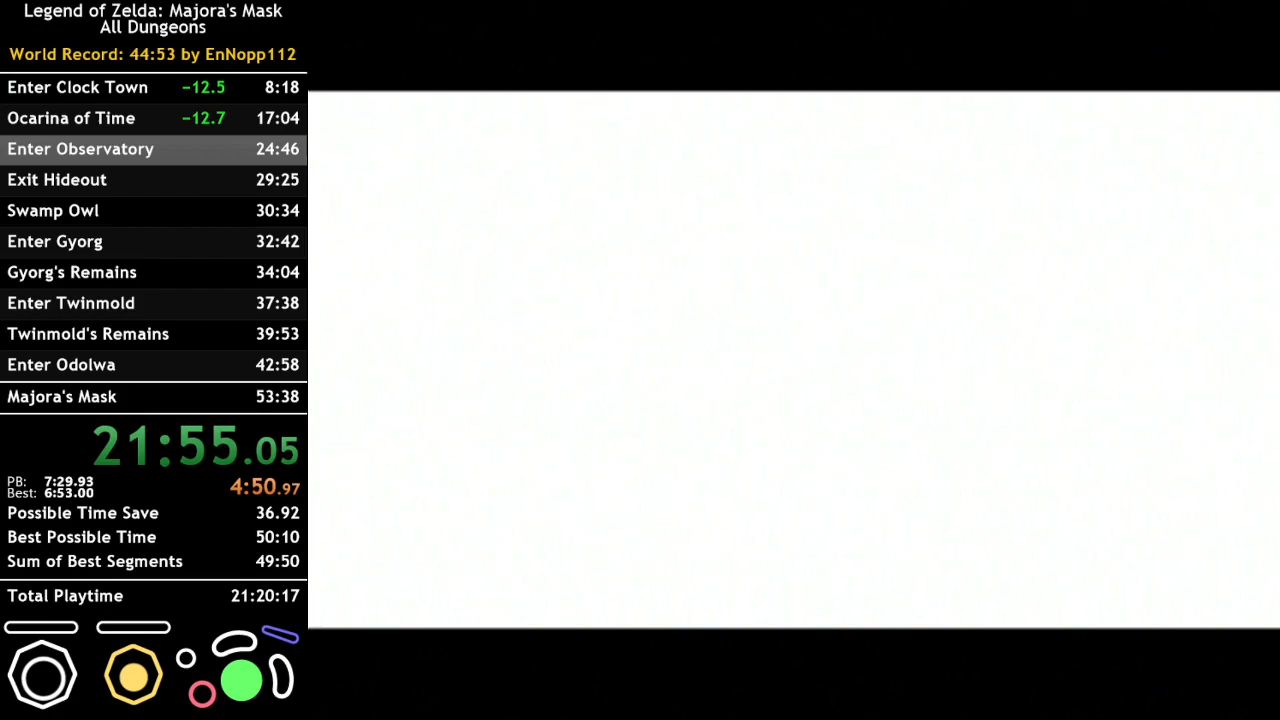 Legend of Zelda: Majora's Mask
All Dungeons
World Record: 44:53 by EnNopp112
Enter Clock Town −12.5 8:18
Ocarina of Time −12.7 17:04
Enter Observatory 24:46
Exit Hideout 29:25
Swamp Owl 30:34
Enter Gyorg 32:42
Gyorg's Remains 34:04
Enter Twinmold 37:38
Twinmold's Remains 39:53
Enter Odolwa 42:58
Majora's Mask 53:38
21:55.05
PB: 7:29.93
Best: 6:53.00
4:50.97
Possible Time Save 36.92
Best Possible Time 50:10
Sum of Best Segments 49:50
Total Playtime 21:20:17